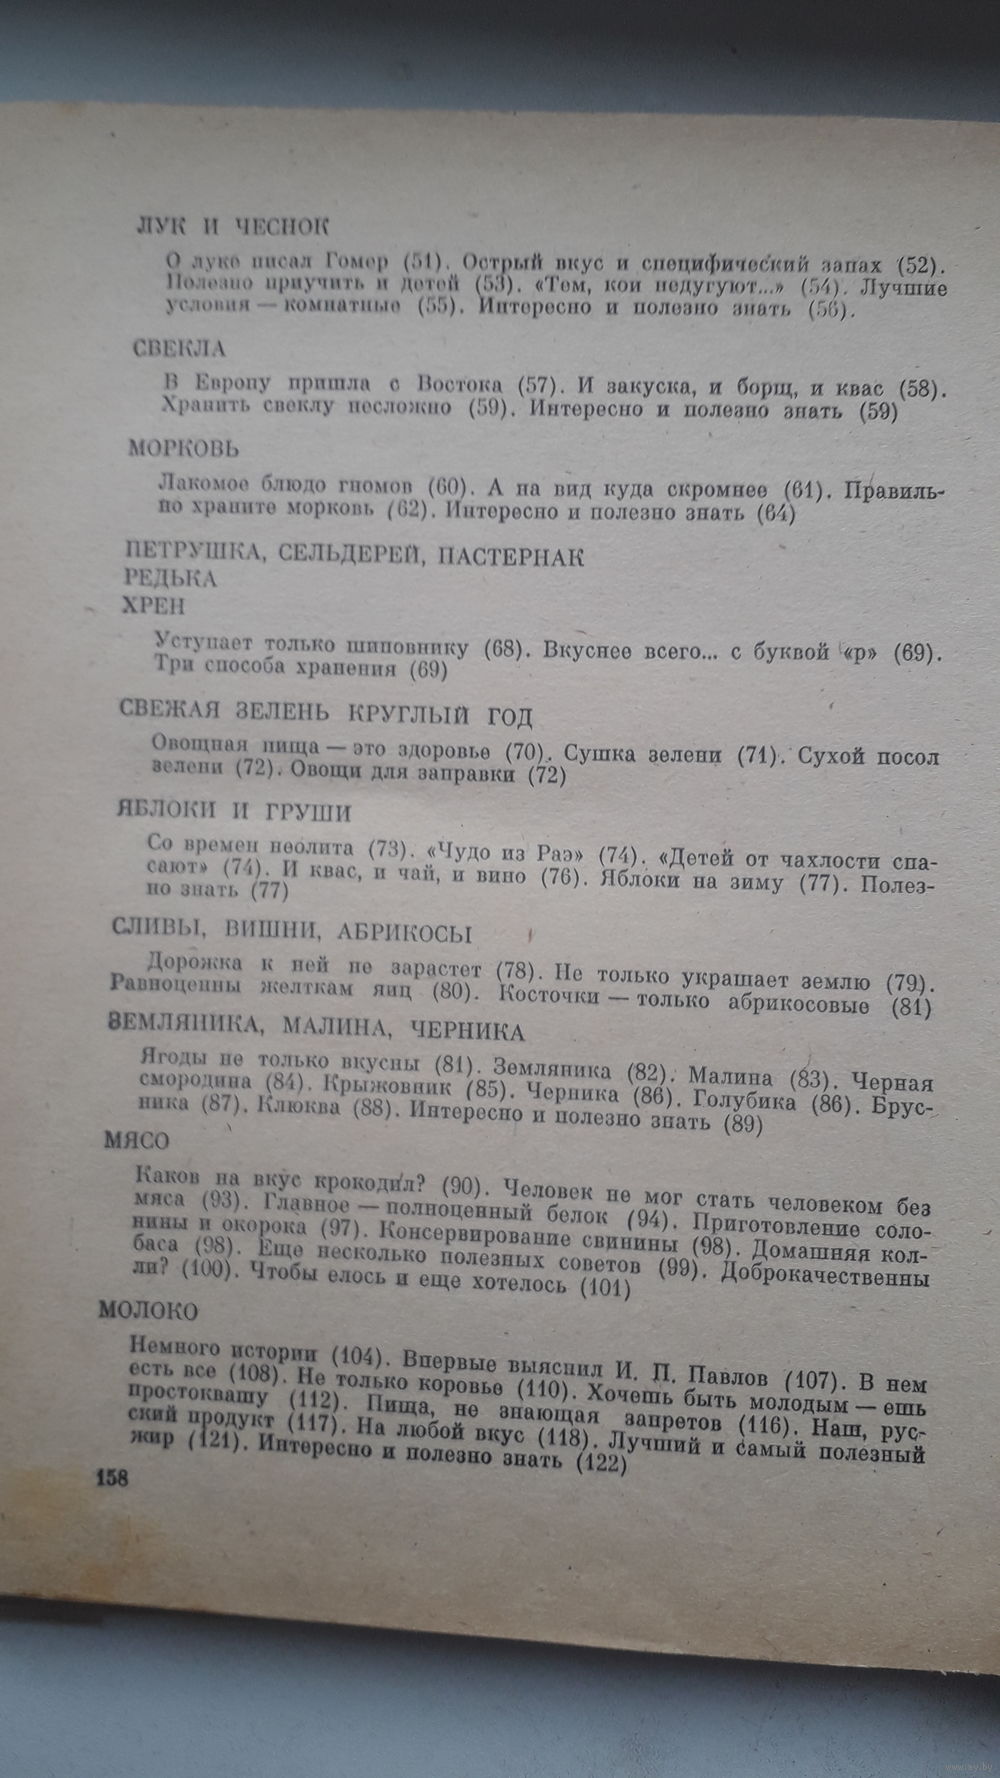 ЛУК И ЧЕСНОК
О луке писал Гомер (51). Острый вкус и специфический запах (52).
Полезно приучить и детей (53). «Тем, кои недугуют...» (54). Лучшие
условия — комнатные (55). Интересно и полезно знать (56).
СВЕКЛА
В Европу пришла с Востока (57). И закуска, и борщ, и квас (58).
Хранить свеклу несложно (59). Интересно и полезно знать (59)
МОРКОВЬ
Лакомое блюдо гномов (60). А на вид куда скромнее (61). Правиль-
но храните морковь (62). Интересно и полезно знать (64)
ПЕТРУШКА, СЕЛЬДЕРЕЙ, ПАСТЕРНАК
РЕДЬКА
ХРЕН
Уступает только шиповнику (68). Вкуснее всего... с буквой «р» (69).
Три способа хранения (69)
СВЕЖАЯ ЗЕЛЕНЬ КРУГЛЫЙ ГОД
Овощная пища — это здоровье (70). Сушка зелени (71). Сухой посол
зелени (72). Овощи для заправки (72)
ЯБЛОКИ И ГРУШИ
Со времен неолита (73). «Чудо из Раэ» (74). «Детей от чахлости спа-
сают» (74). И квас, и чай, и вино (76). Яблоки на зиму (77). Полез-
но знать (77)
СЛИВЫ, ВИШНИ, АБРИКОСЫ
Дорожка к ней не зарастет (78). Не только украшает землю (79).
Равноценны желткам яиц (80). Косточки — только абрикосовые (81)
ЗЕМЛЯНИКА, МАЛИНА, ЧЕРНИКА
Ягоды не только вкусны (81). Земляника (82). Малина (83). Черная
смородина (84). Крыжовник (85). Черника (86). Голубика (86). Брус-
ника (87). Клюква (88). Интересно и полезно знать (89)
МЯСО
Каков на вкус крокодил? (90). Человек не мог стать человеком без
мяса (93). Главное — полноценный белок (94). Приготовление соло-
нины и окорока (97). Консервирование свинины (98). Домашняя кол-
баса (98). Еще несколько полезных советов (99). Доброкачественны
ли? (100). Чтобы елось и еще хотелось (101)
МОЛОКО
Немного истории (104). Впервые выяснил И. П. Павлов (107). В нем
есть все (108). Не только коровье (110). Хочешь быть молодым — ешь
простоквашу (112). Пища, не знающая запретов (116). Наш, рус-
ский продукт (117). На любой вкус (118). Лучший и самый полезный
жир (121). Интересно и полезно знать (122)
158
www.ay.by